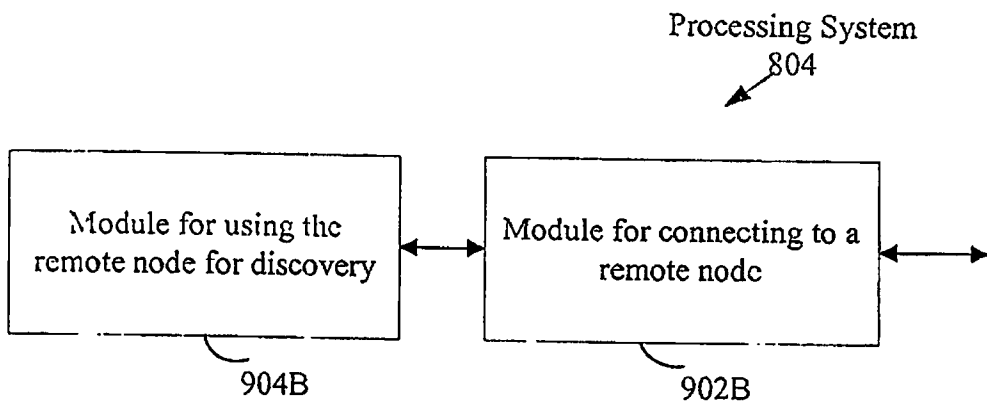 Processing System
804
Module for using the
remote node for discovery
Module for connecting to a
remote node
904B
902B